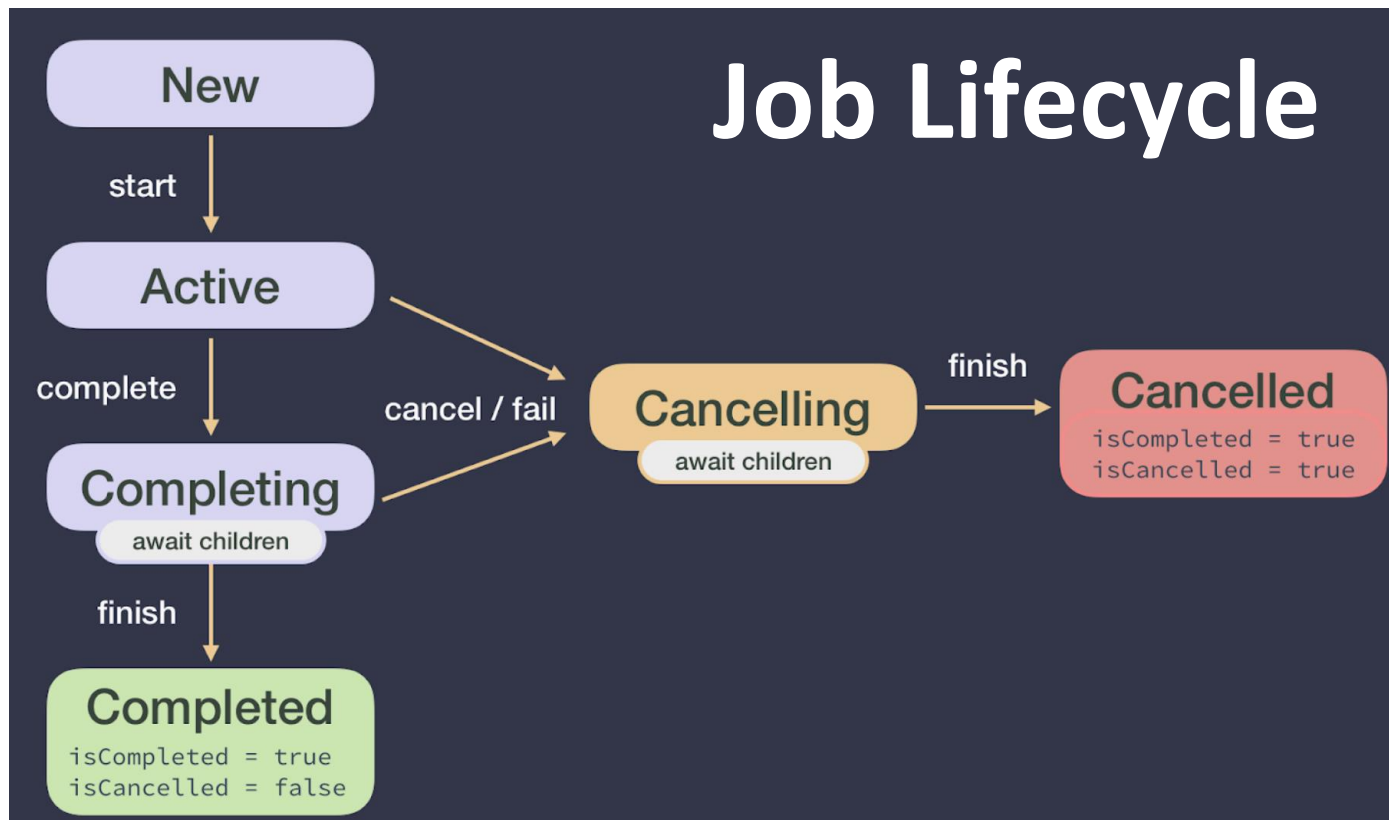 Job Lifecycle
New
start
Active
complete
cancel / fail
Completing
await children
finish
Completed
isCompleted = true
isCancelled = false
Cancelling
await children
finish
Cancelled
isCompleted = true
isCancelled = true